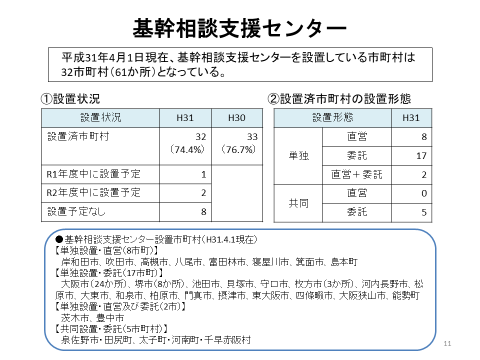 基幹相談支援センター
平成31年4月1日現在、基幹相談支援センターを設置している市町村は
32市町村（61か所）となっている。
①設置状況
設置状況 H31 H30
設置済市町村 32 33
（74.4%） （76.7%）
R1年度中に設置予定 1
R2年度中に設置予定 2
設置予定なし 8
②設置済市町村の設置形態
設置形態 H31
単独 直営 8
委託 17
直営＋委託 2
共同 直営 0
委託 5
●基幹相談支援センター設置市町村（H31.4.1現在）
【単独設置・直営（8市町）】
岸和田市、吹田市、高槻市、八尾市、富田林市、寝屋川市、箕面市、島本町
【単独設置・委託（17市町）】
大阪市（24か所）、堺市（8か所）、池田市、貝塚市、守口市、枚方市（3か所）、河内長野市、松
原市、大東市、和泉市、柏原市、門真市、摂津市、東大阪市、四條畷市、大阪狭山市、能勢町
【単独設置・直営及び委託（2市）】
茨木市、豊中市
【共同設置・委託（5市町村）】
泉佐野市・田尻町、太子町・河南町・千早赤阪村
11